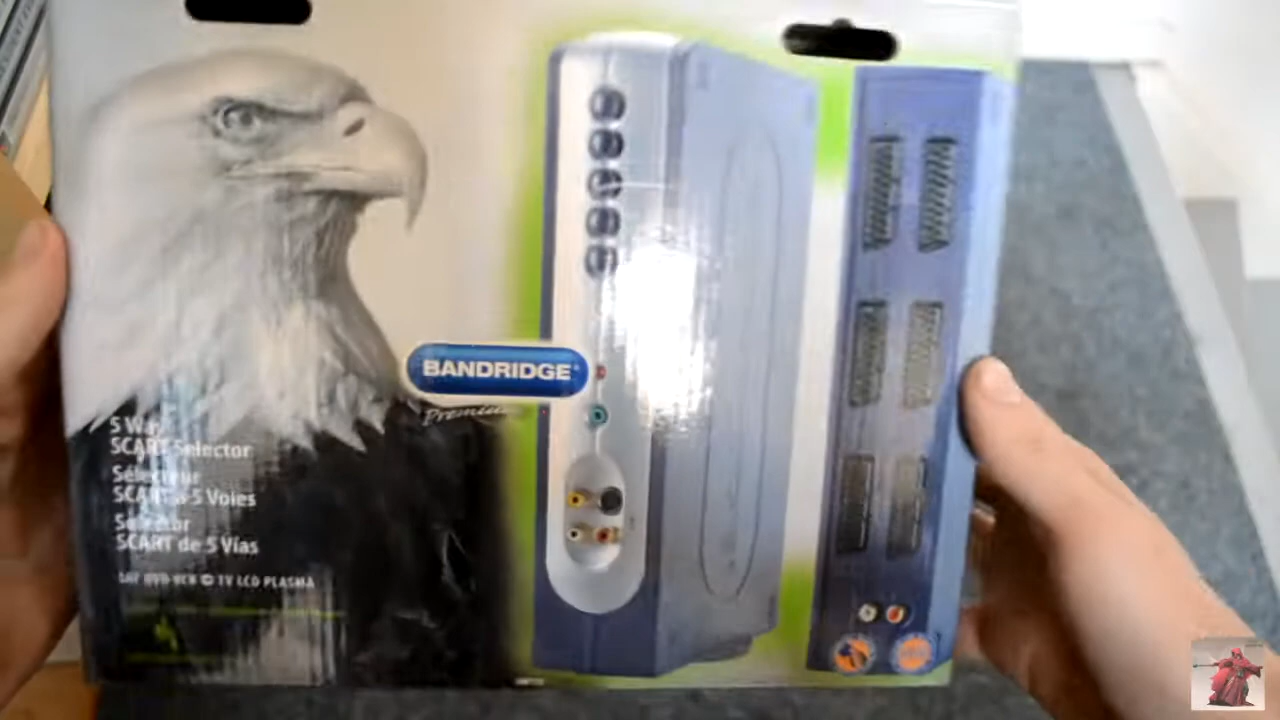 BANDRIDGE
Premium
5 Way
SCART Selector
Sélecteur
SCART à 5 Voies
Selector
SCART de 5 Vías
SAT DVD VCR TV LCD PLASMA